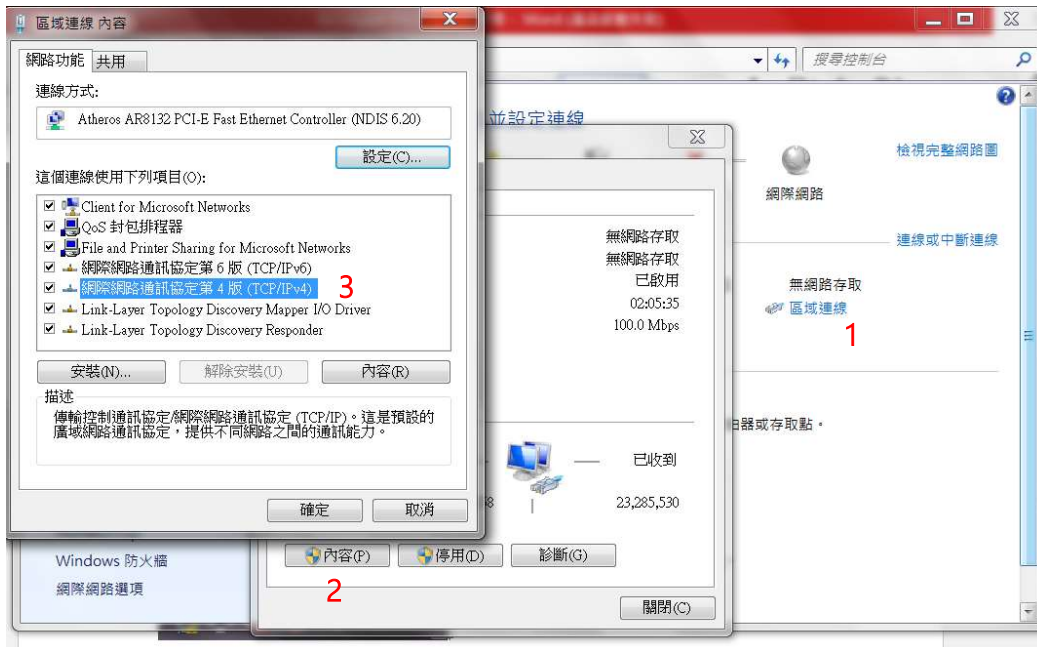 區域連線 內容
網路功能
共用
連線方式:
Atheros AR8132 PCI-E Fast Ethernet Controller (NDIS 6.20)
設定(C)...
這個連線使用下列項目(O):
Client for Microsoft Networks
QoS 封包排程器
File and Printer Sharing for Microsoft Networks
網際網路通訊協定第 6 版 (TCP/IPv6)
網際網路通訊協定第 4 版 (TCP/IPv4)
3
Link-Layer Topology Discovery Mapper I/O Driver
Link-Layer Topology Discovery Responder
安裝(N)...
解除安裝(U)
內容(R)
描述
傳輸控制通訊協定/網際網路通訊協定 (TCP/IP)。這是預設的
廣域網路通訊協定，提供不同網路之間的通訊能力。
確定
取消
Windows 防火牆
網際網路選項
無網路存取
無網路存取
已啟用
02:05:35
100.0 Mbps
已收到
23,285,530
內容(P)
停用(D)
診斷(G)
2
關閉(C)
搜尋控制台
並設定連線
檢視完整網路圖
網際網路
連線或中斷連線
無網路存取
區域連線
1
器或存取點。